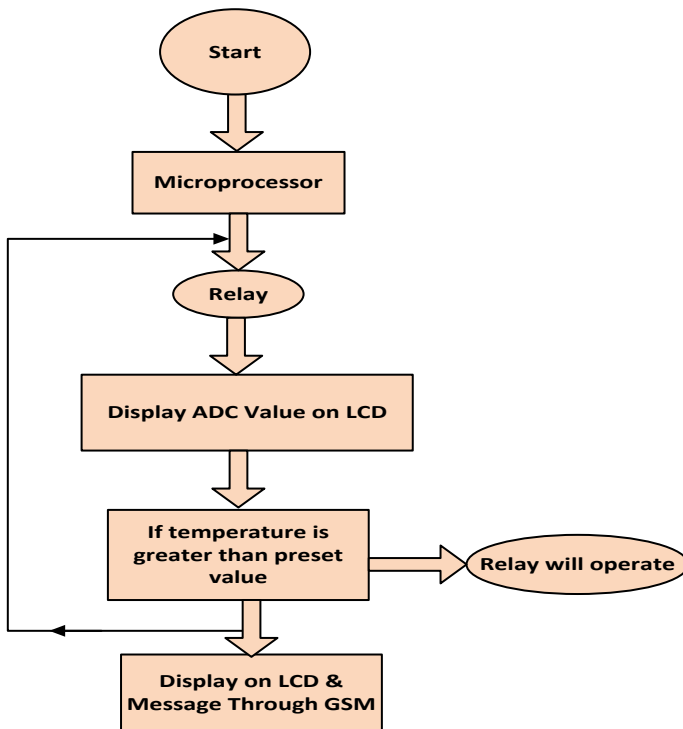 Start
Microprocessor
Relay
Display ADC Value on LCD
If temperature is
greater than preset
value
Relay will operate
Display on LCD &
Message Through GSM